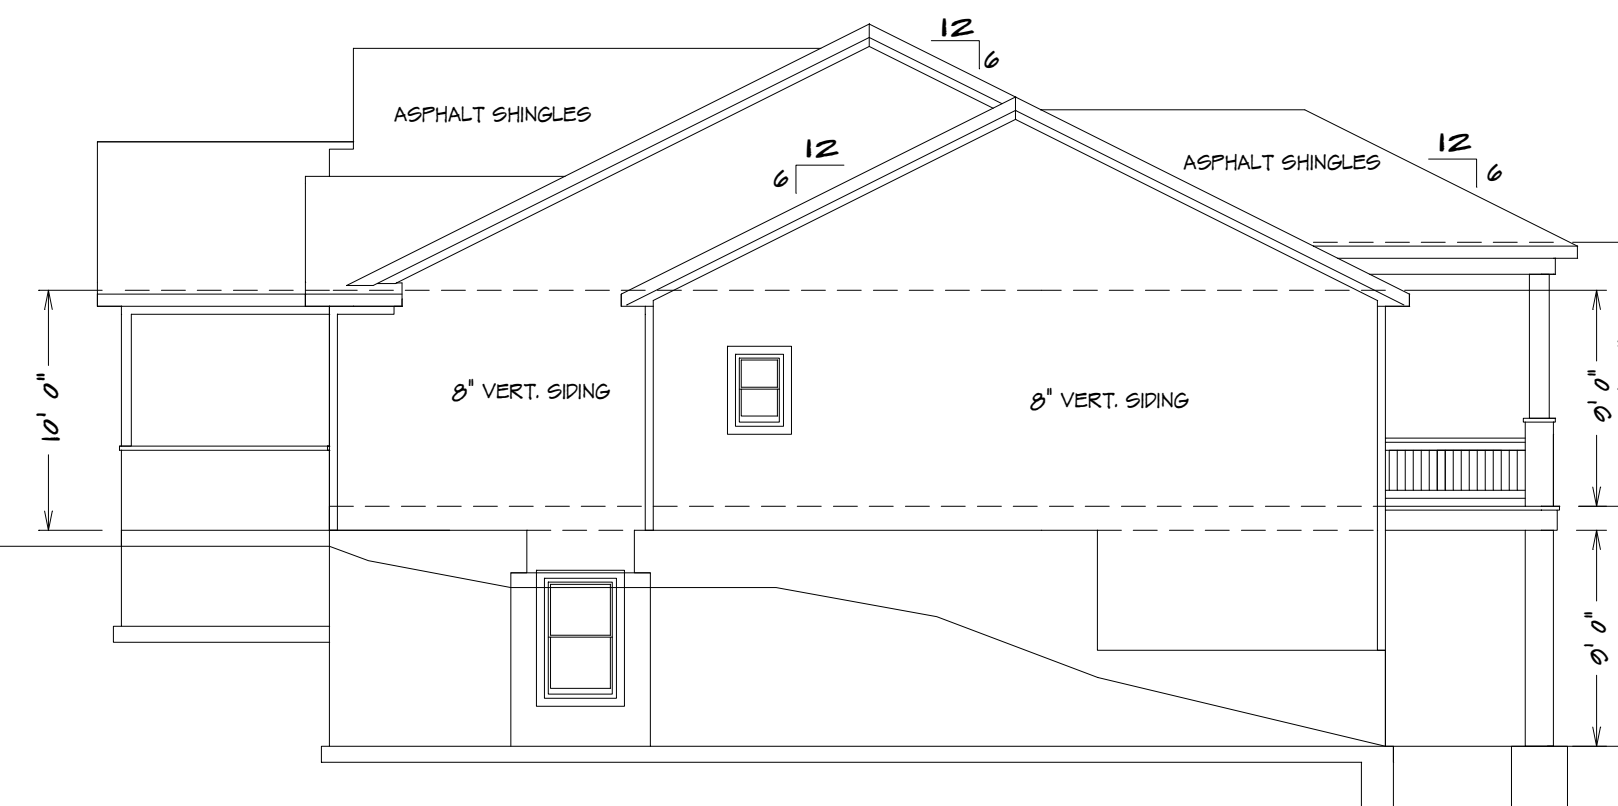 12
6
ASPHALT SHINGLES
12
6
ASPHALT SHINGLES
12
6
10' 0"
8" VERT. SIDING
8" VERT. SIDING
9' 0"
9' 0"